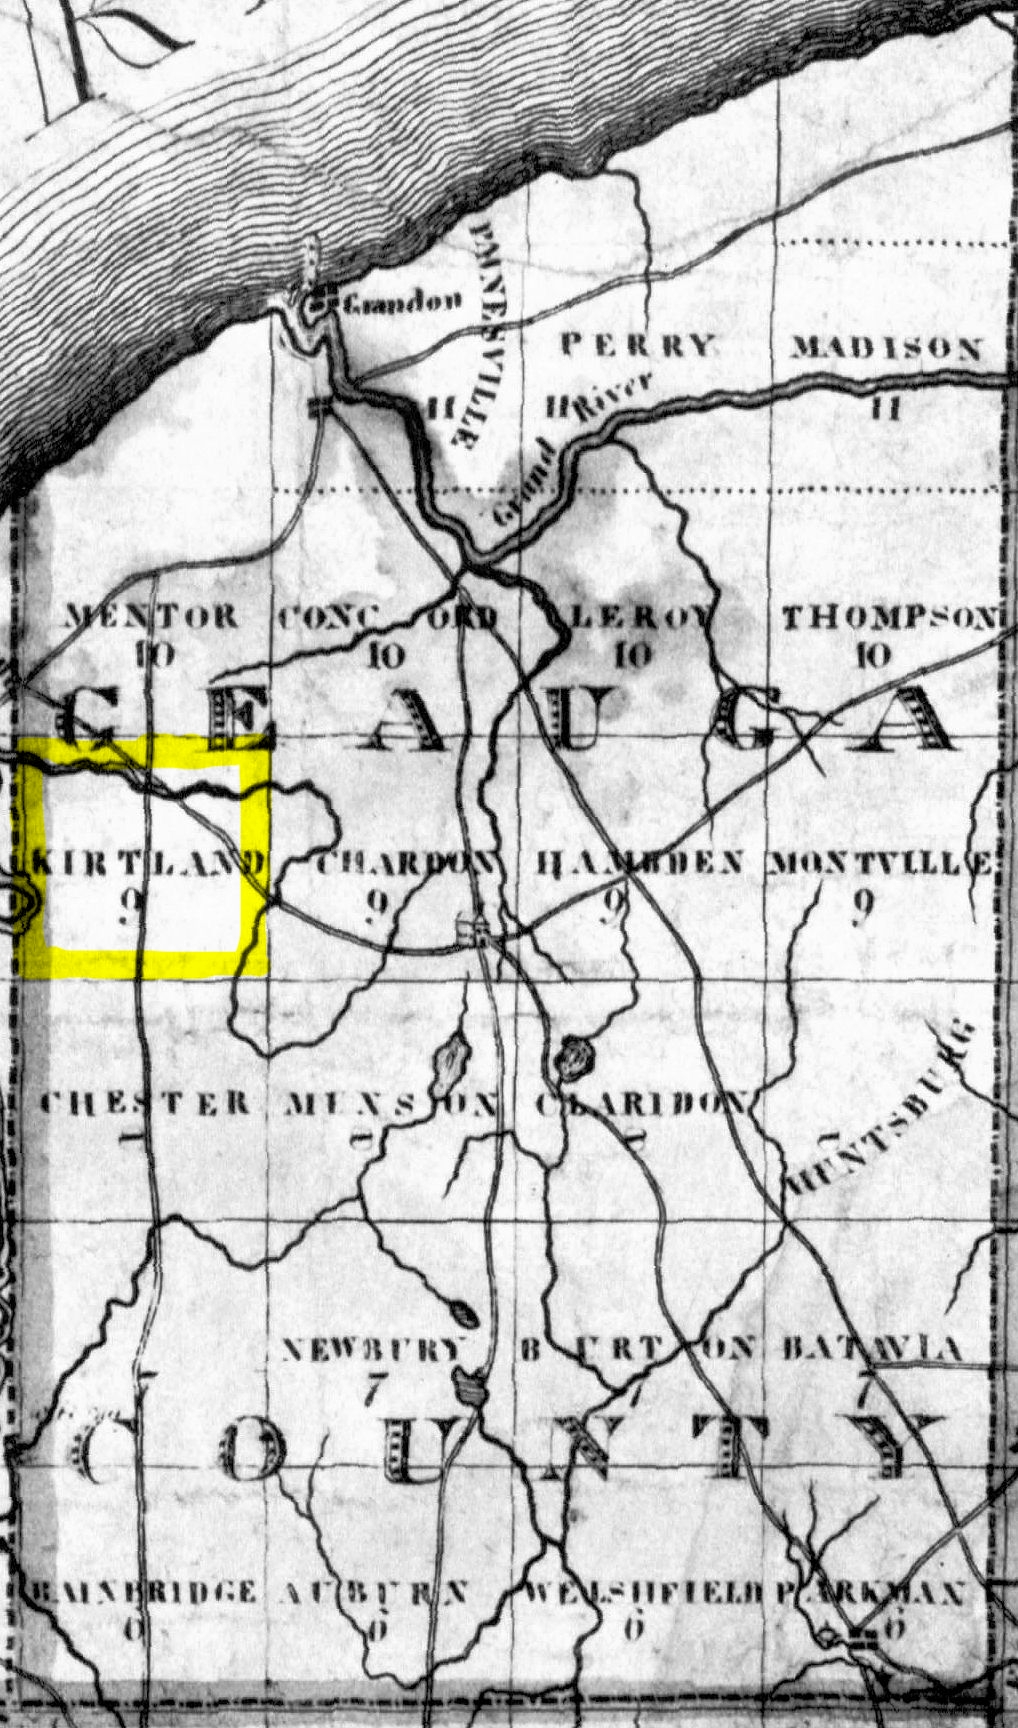 PAINESVILLE
Grandon
PERRY MADISON
11 11 11
Grand River
MENTOR CONCORD LEROY THOMPSON
10 10 10 10
GEAUGA
KIRTLAND CHARDON HAMBDEN MONTVILLE
9 9 9 9
CHESTER MUNSON CLARIDON HUNTSBURG
NEWBURY BURTON BATAVIA
7 7 7 7
COUNTY
BAINBRIDGE AUBURN WELSHFIELD PARKMAN
6 6 6 6